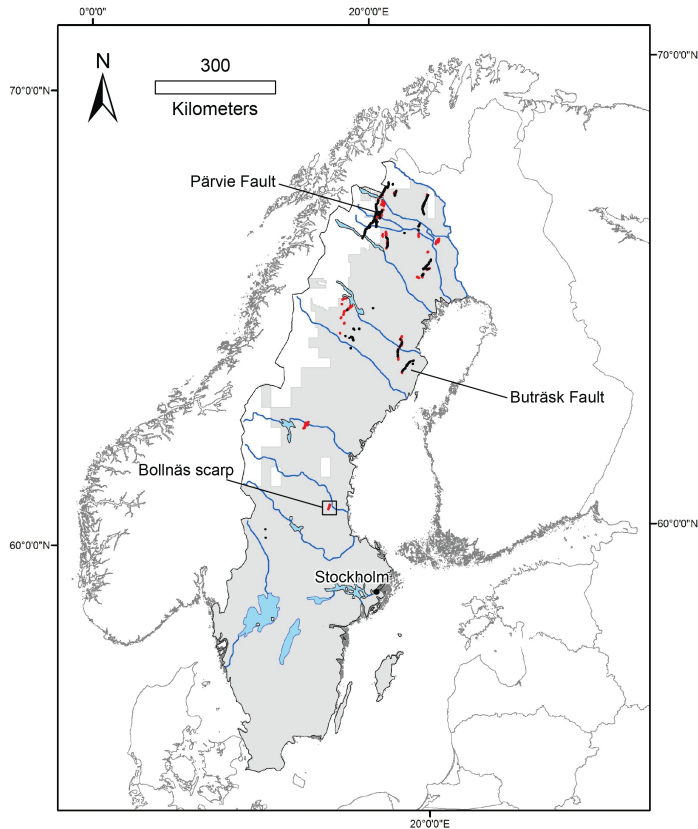 0°0'0"
20°0'0"E
70°0'0"N
N
300
Kilometers
70°0'0"N
Pärvie Fault
Buträsk Fault
Bollnäs scarp
60°0'0"N
60°0'0"N
Stockholm
20°0'0"E